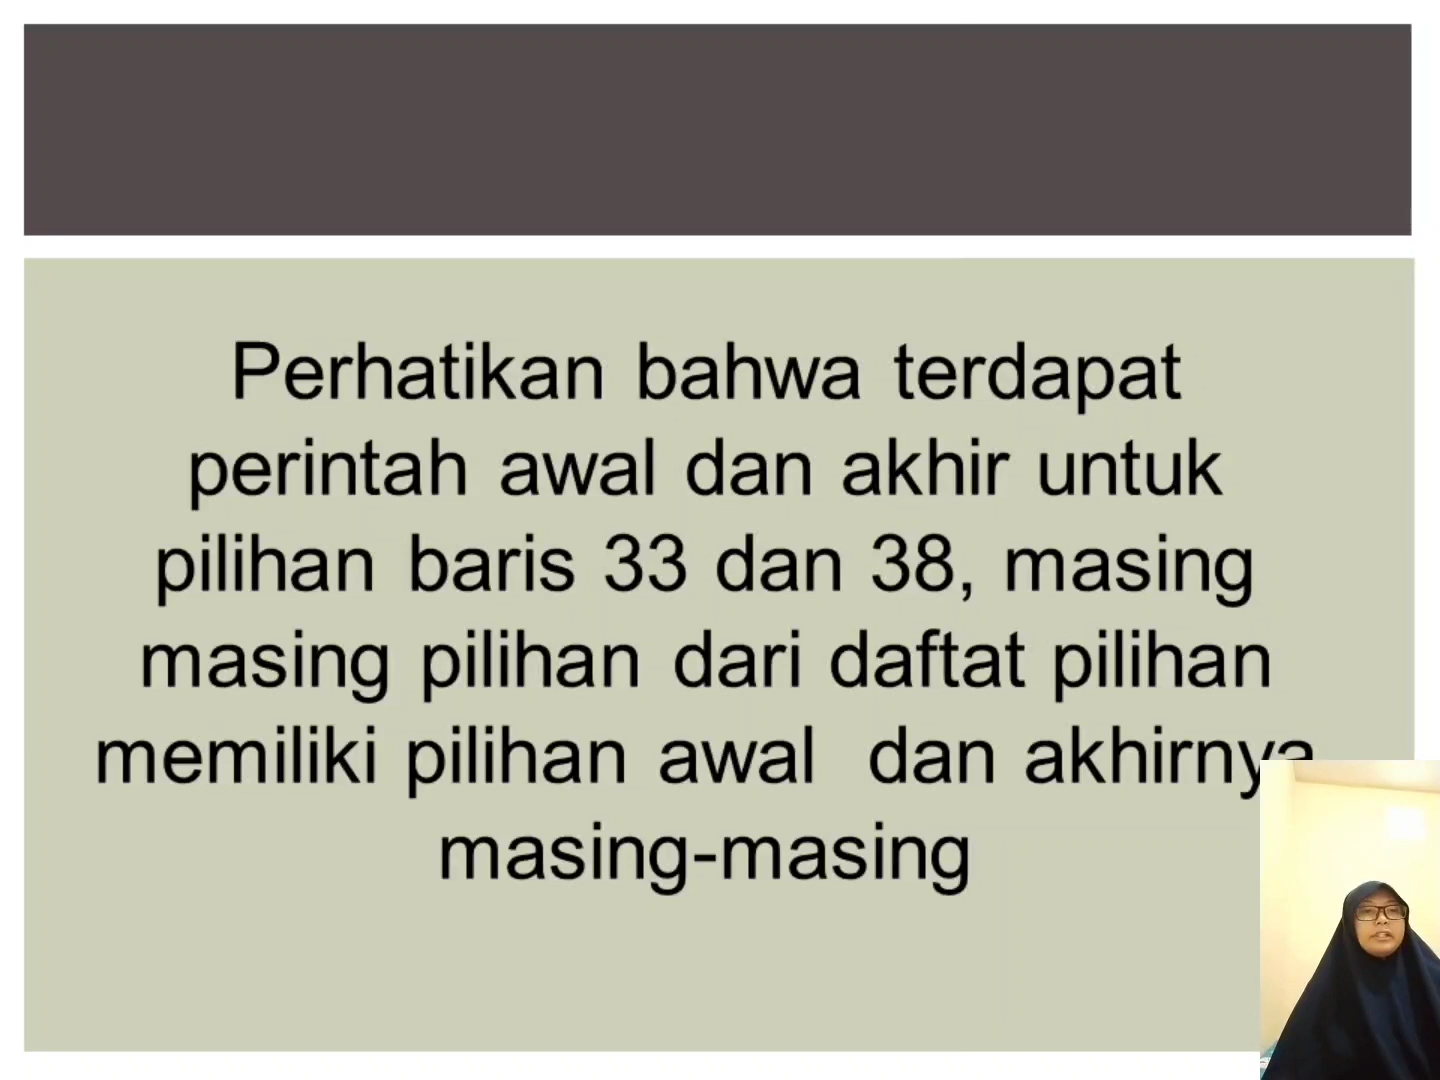 Perhatikan bahwa terdapat
perintah awal dan akhir untuk
pilihan baris 33 dan 38, masing
masing pilihan dari daftat pilihan
memiliki pilihan awal dan akhirnya
masing-masing